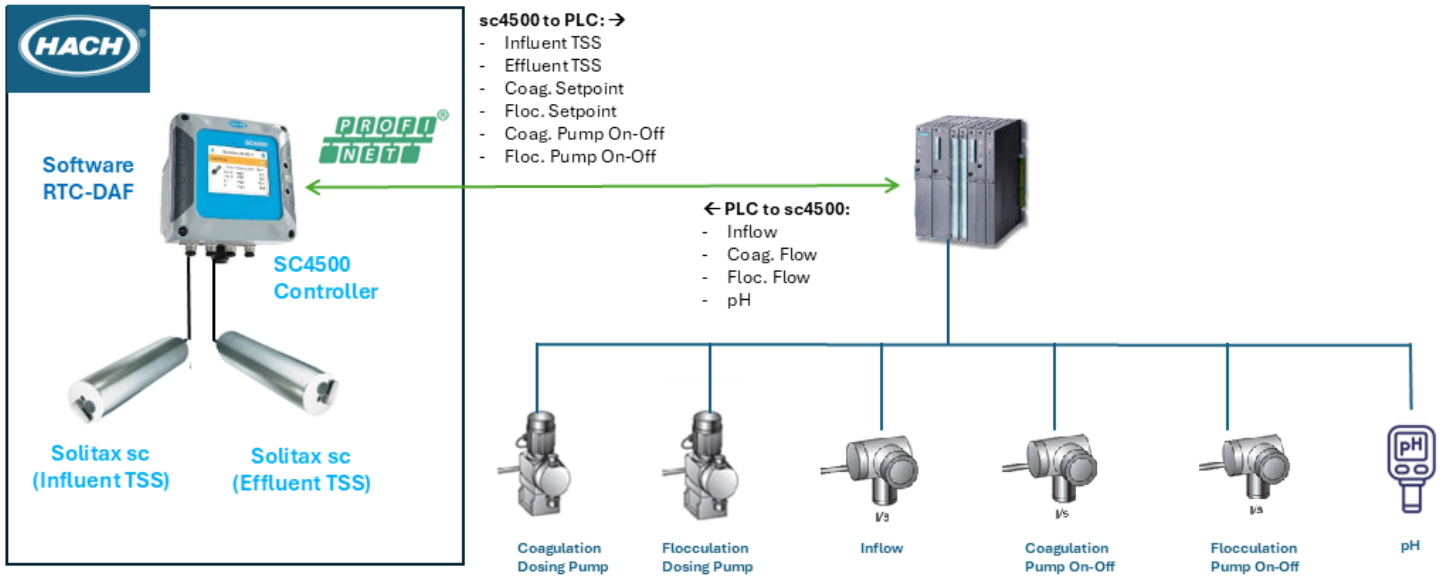 HACH
sc4500 to PLC: →
- Influent TSS
- Effluent TSS
- Coag. Setpoint
- Floc. Setpoint
- Coag. Pump On-Off
- Floc. Pump On-Off
PROFI
NET
Software
RTC-DAF
SC4500
Controller
← PLC to sc4500:
- Inflow
- Coag. Flow
- Floc. Flow
- pH
Solitax sc
(Influent TSS)
Solitax sc
(Effluent TSS)
pH
l/s
l/s
l/s
Coagulation
Dosing Pump
Flocculation
Dosing Pump
Inflow
Coagulation
Pump On-Off
Flocculation
Pump On-Off
pH